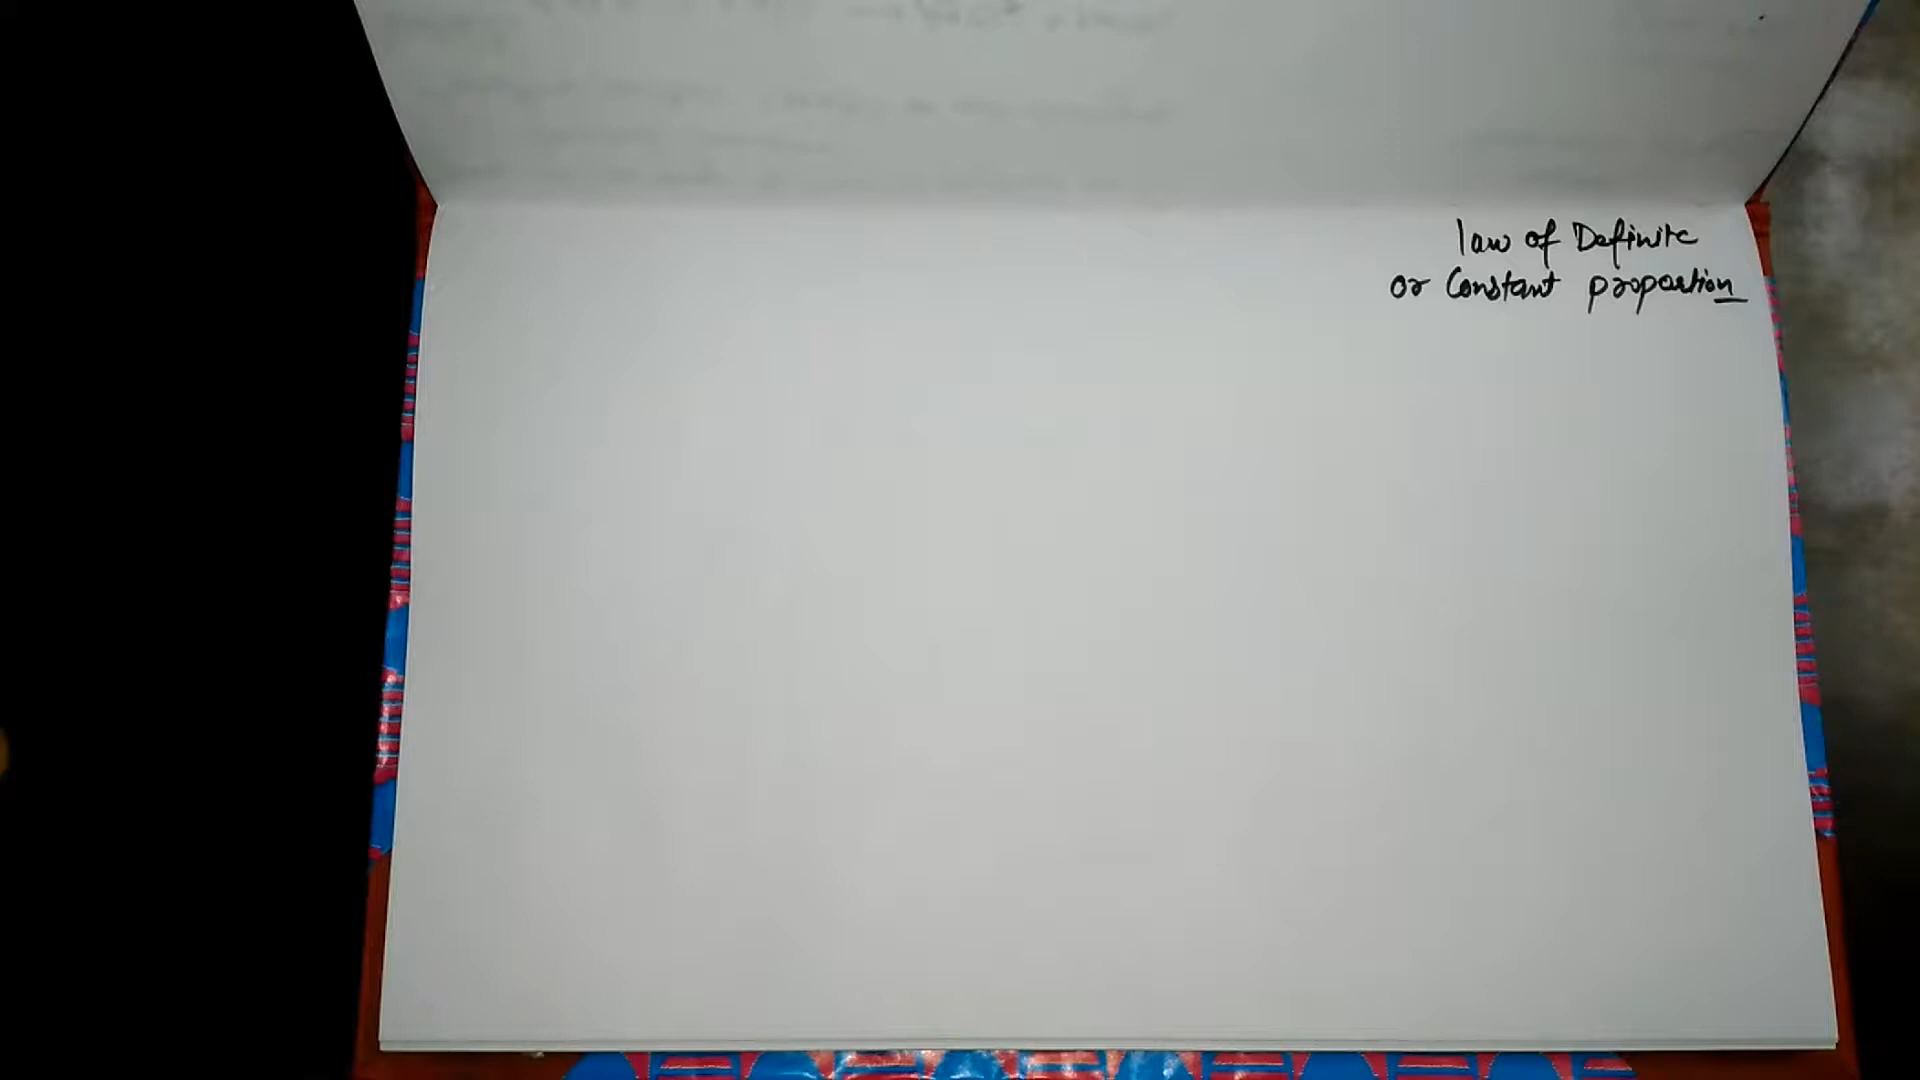 law of Definite
or Constant proportion